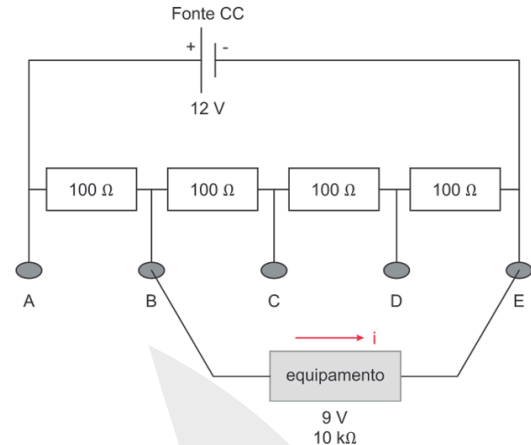 Fonte CC
+ -
12 V
100 Ω 100 Ω 100 Ω 100 Ω
A B C D E
i
equipamento
9 V
10 kΩ